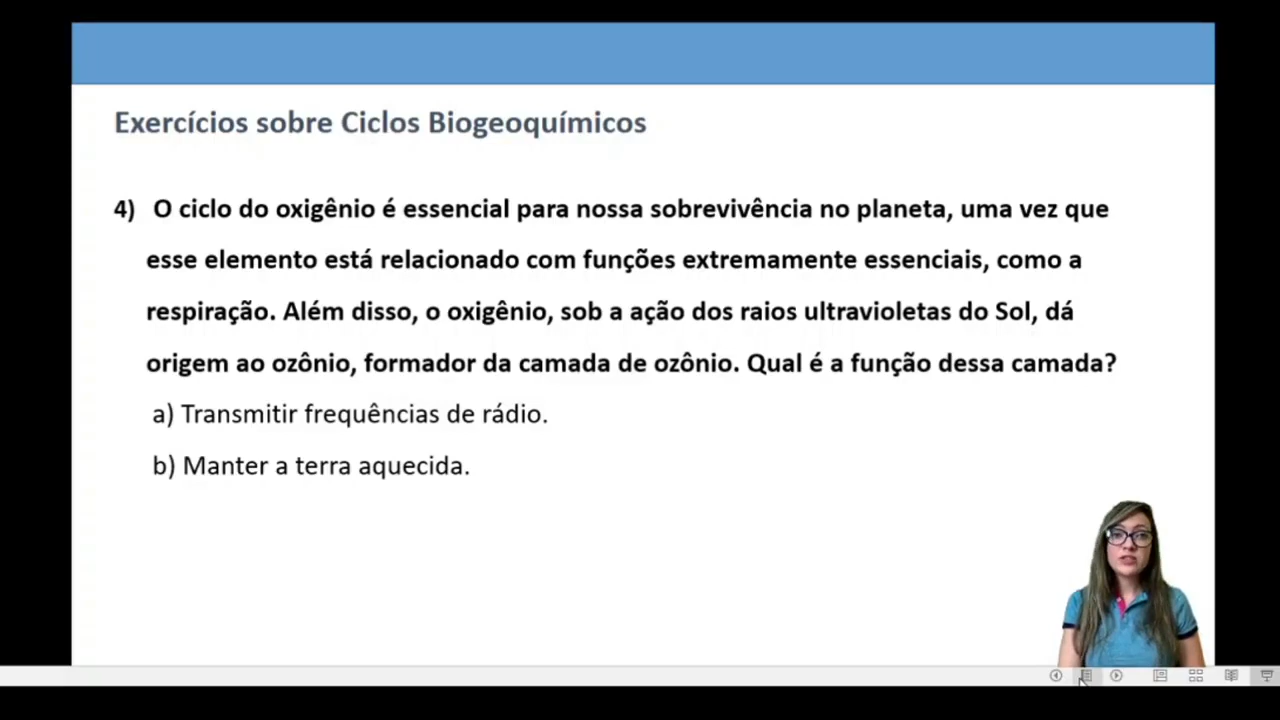 Exercícios sobre Ciclos Biogeoquímicos
4) O ciclo do oxigênio é essencial para nossa sobrevivência no planeta, uma vez que
esse elemento está relacionado com funções extremamente essenciais, como a
respiração. Além disso, o oxigênio, sob a ação dos raios ultravioletas do Sol, dá
origem ao ozônio, formador da camada de ozônio. Qual é a função dessa camada?
a) Transmitir frequências de rádio.
b) Manter a terra aquecida.